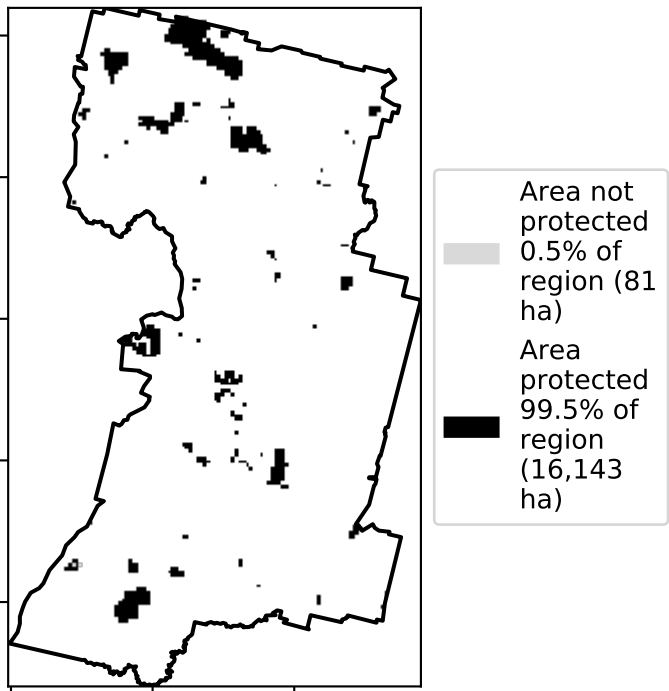 Area not
protected
0.5% of
region (81
ha)
Area
protected
99.5% of
region
(16,143
ha)